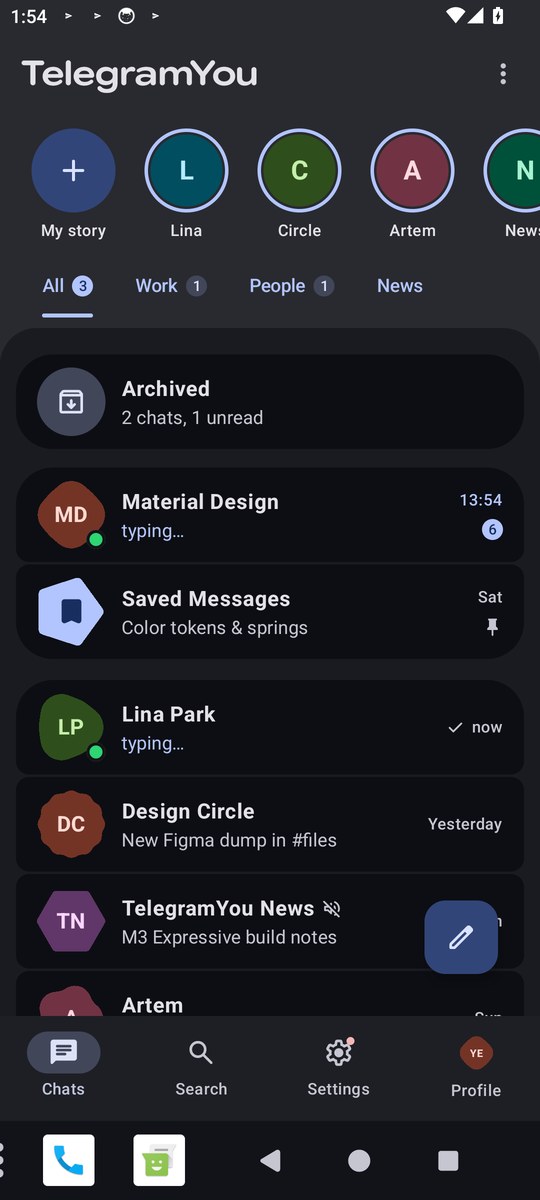 1:54
TelegramYou
L
C
A
N
My story
Lina
Circle
Artem
News
All 3
Work 1
People 1
News
Archived
2 chats, 1 unread
MD
Material Design
13:54
typing…
6
Saved Messages
Sat
Color tokens & springs
LP
Lina Park
typing…
now
DC
Design Circle
Yesterday
New Figma dump in #files
TN
TelegramYou News
M3 Expressive build notes
Artem
Sun
YE
Chats
Search
Settings
Profile